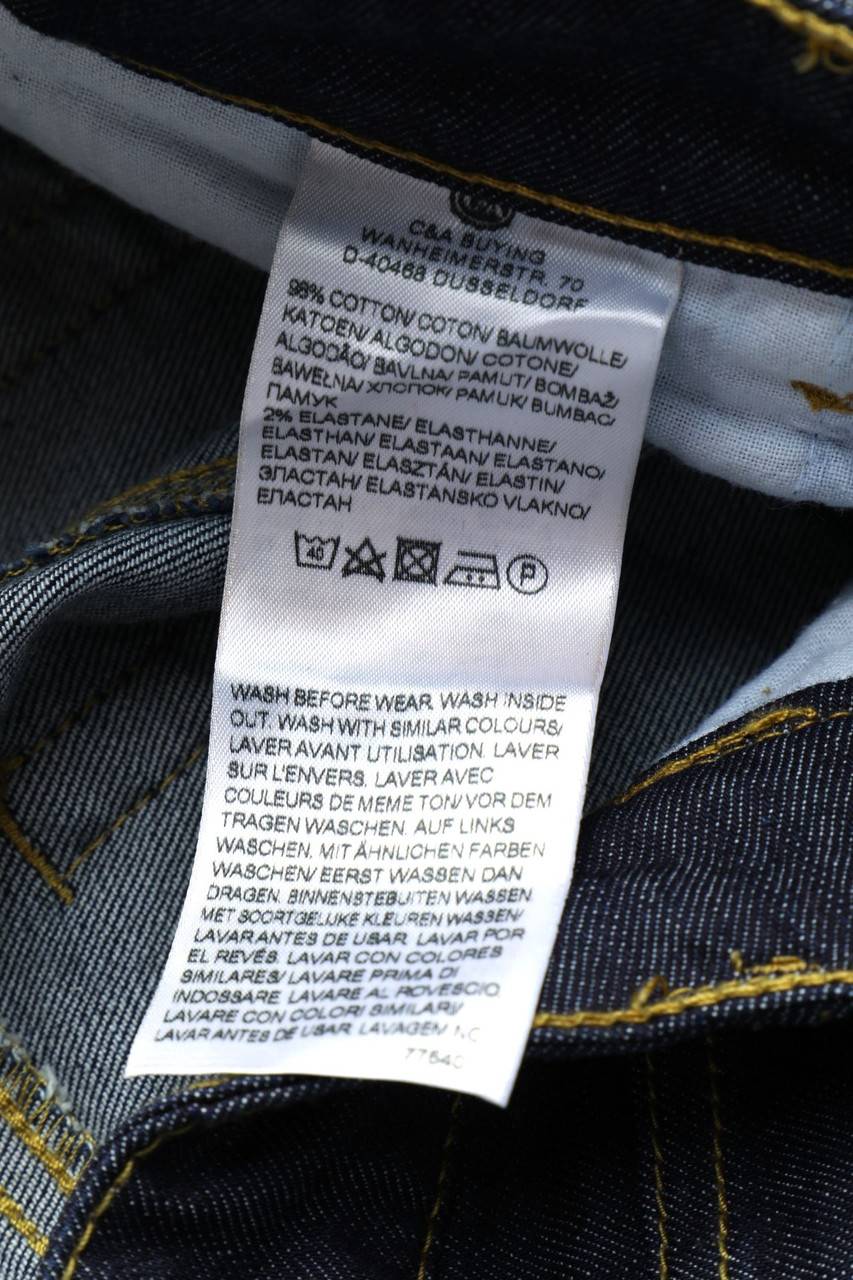 C&A
C&A BUYING
WANHEIMERSTR. 70
D-40468 DUSSELDORF
98% COTTON/ COTON/ BAUMWOLLE/
KATOEN/ ALGODON/ COTONE/
ALGODÃO/ BAVLNA/ PAMUT/ BOMBAŽ/
BAWEŁNA/ ХЛОПОК/ PAMUK/ BUMBAC/
ПАМУК
2% ELASTANE/ ELASTHANNE/
ELASTHAN/ ELASTAAN/ ELASTANO/
ELASTAN/ ELASZTÁN/ ELASTIN/
ЭЛАСТАН/ ELASTANSKO VLAKNO/
ЕЛАСТАН
40 P
WASH BEFORE WEAR. WASH INSIDE
OUT. WASH WITH SIMILAR COLOURS/
LAVER AVANT UTILISATION. LAVER
SUR L'ENVERS. LAVER AVEC
COULEURS DE MEME TON/ VOR DEM
TRAGEN WASCHEN. AUF LINKS
WASCHEN. MIT ÄHNLICHEN FARBEN
WASCHEN/ EERST WASSEN DAN
DRAGEN. BINNENSTEBUITEN WASSEN.
MET SOORTGELIJKE KLEUREN WASSEN/
LAVAR ANTES DE USAR. LAVAR POR
EL REVÉS. LAVAR CON COLORES
SIMILARES/ LAVARE PRIMA DI
INDOSSARE. LAVARE AL ROVESCIO.
LAVARE CON COLORI SIMILARI/
LAVAR ANTES DE USAR. LAVAGEM NO